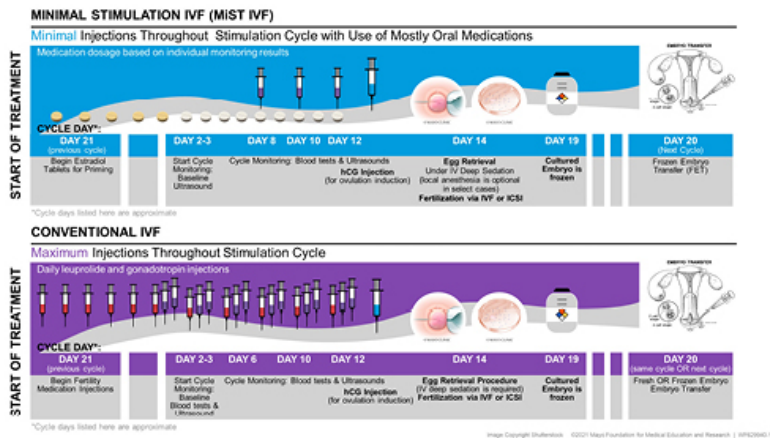 MINIMAL STIMULATION IVF (MiST IVF)
Minimal Injections Throughout Stimulation Cycle with Use of Mostly Oral Medications
START OF TREATMENT
Medication dosage based on individual monitoring results
EMBRYO TRANSFER
CYCLE DAY*:
DAY 21
(previous cycle)
Begin Estradiol
Tablets for Priming
DAY 2-3
Start Cycle
Monitoring:
Baseline
Ultrasound
DAY 8 DAY 10 DAY 12
Cycle Monitoring: Blood tests & Ultrasounds
hCG Injection
(for ovulation induction)
DAY 14
Egg Retrieval
Under IV Deep Sedation
(local anesthesia is optional
in select cases)
Fertilization via IVF or ICSI
DAY 19
Cultured
Embryo is
frozen
DAY 20
(Next Cycle)
Frozen Embryo
Transfer (FET)
*Cycle days listed here are approximate
CONVENTIONAL IVF
Maximum Injections Throughout Stimulation Cycle
START OF TREATMENT
Daily leuprolide and gonadotropin injections
EMBRYO TRANSFER
CYCLE DAY*:
DAY 21
(previous cycle)
Begin Fertility
Medication Injections
DAY 2-3
Start Cycle
Monitoring:
Baseline
Blood tests &
Ultrasound
DAY 6 DAY 10 DAY 12
Cycle Monitoring: Blood tests & Ultrasounds
hCG Injection
(for ovulation induction)
DAY 14
Egg Retrieval Procedure
(IV deep sedation is required)
Fertilization via IVF or ICSI
DAY 19
Cultured
Embryo is
frozen
DAY 20
(same cycle OR next cycle)
Fresh OR Frozen Embryo
Embryo Transfer
*Cycle days listed here are approximate
Image Copyright Shutterstock ©2021 Mayo Foundation for Medical Education and Research